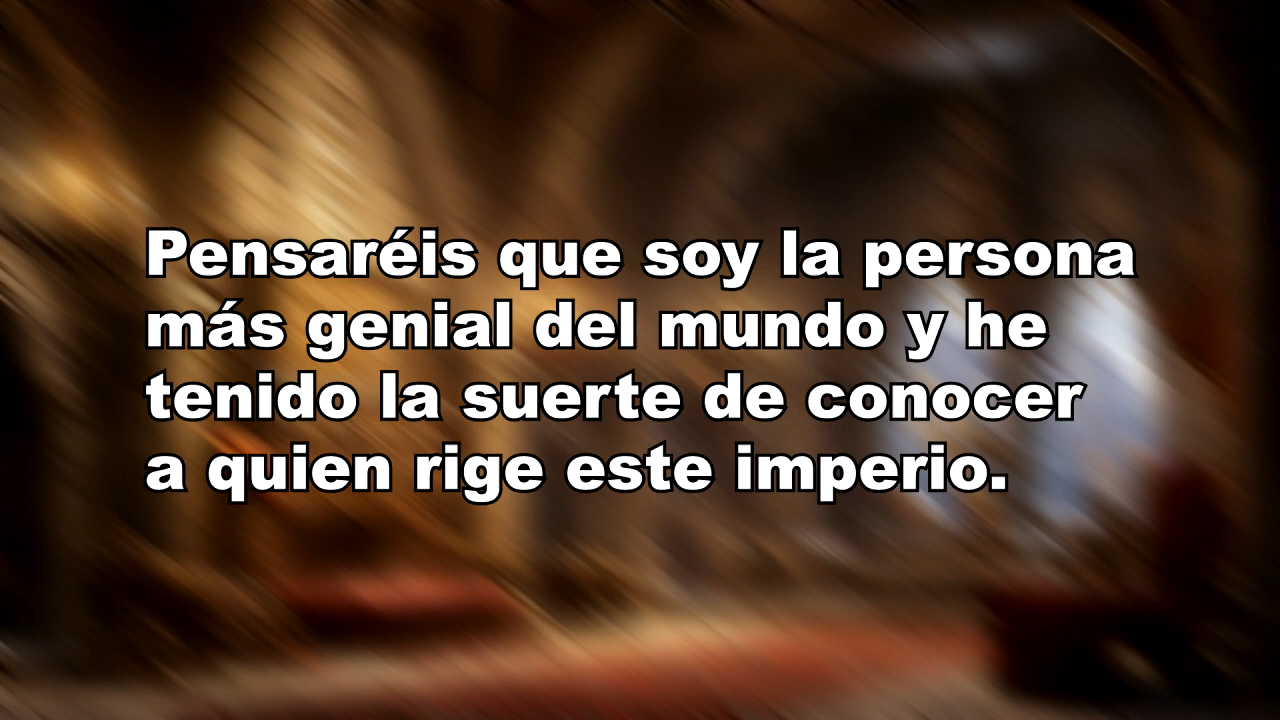 Pensaréis que soy la persona
más genial del mundo y he
tenido la suerte de conocer
a quien rige este imperio.